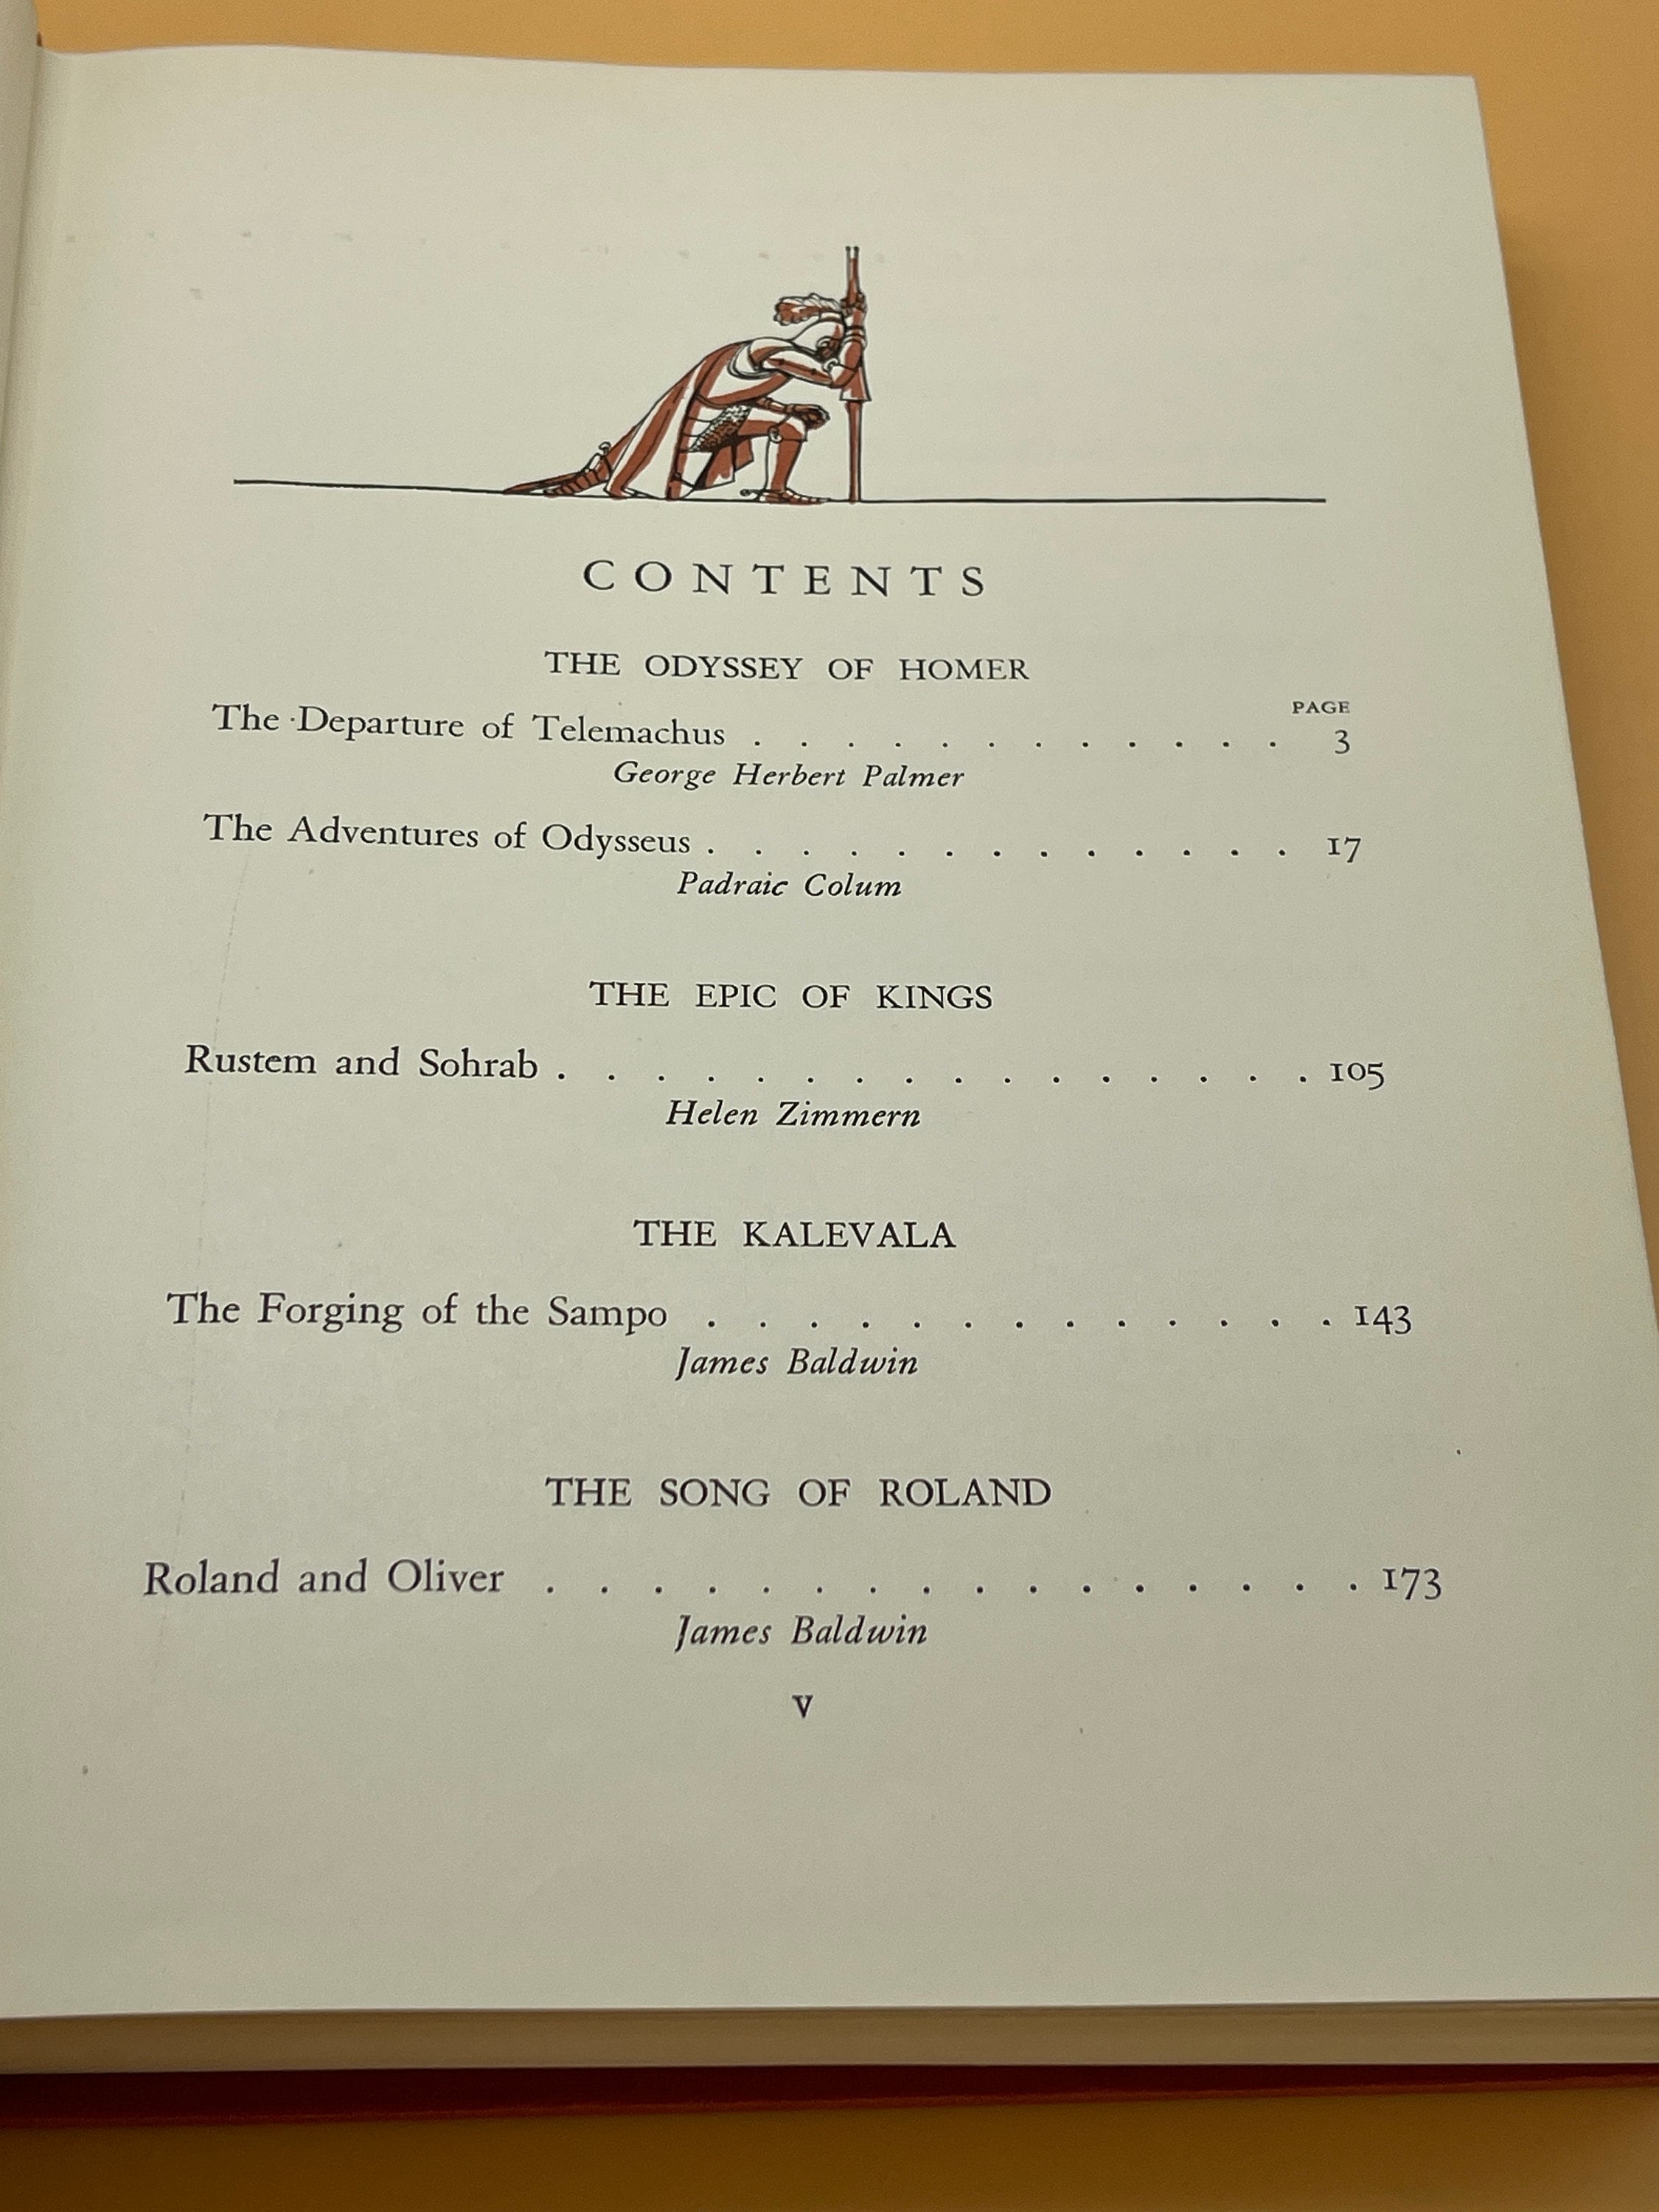 CONTENTS
THE ODYSSEY OF HOMER
PAGE
The Departure of Telemachus . . . . . . . . . . . . 3
George Herbert Palmer
The Adventures of Odysseus . . . . . . . . . . . . . 17
Padraic Colum
THE EPIC OF KINGS
Rustem and Sohrab . . . . . . . . . . . . . . . . 105
Helen Zimmern
THE KALEVALA
The Forging of the Sampo . . . . . . . . . . . . . 143
James Baldwin
THE SONG OF ROLAND
Roland and Oliver . . . . . . . . . . . . . . . . 173
James Baldwin
v